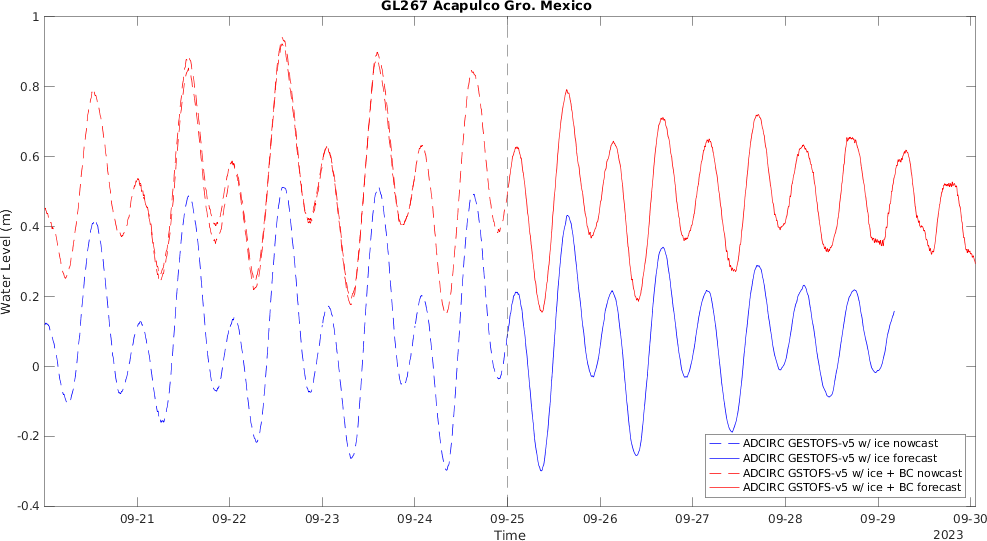 GL267 Acapulco Gro. Mexico
1
0.8
0.6
0.4
0.2
0
-0.2
-0.4
Water Level (m)
ADCIRC GESTOFS-v5 w/ ice nowcast
ADCIRC GESTOFS-v5 w/ ice forecast
ADCIRC GSTOFS-v5 w/ ice + BC nowcast
ADCIRC GSTOFS-v5 w/ ice + BC forecast
09-21 09-22 09-23 09-24 09-25 09-26 09-27 09-28 09-29 09-30
Time
2023